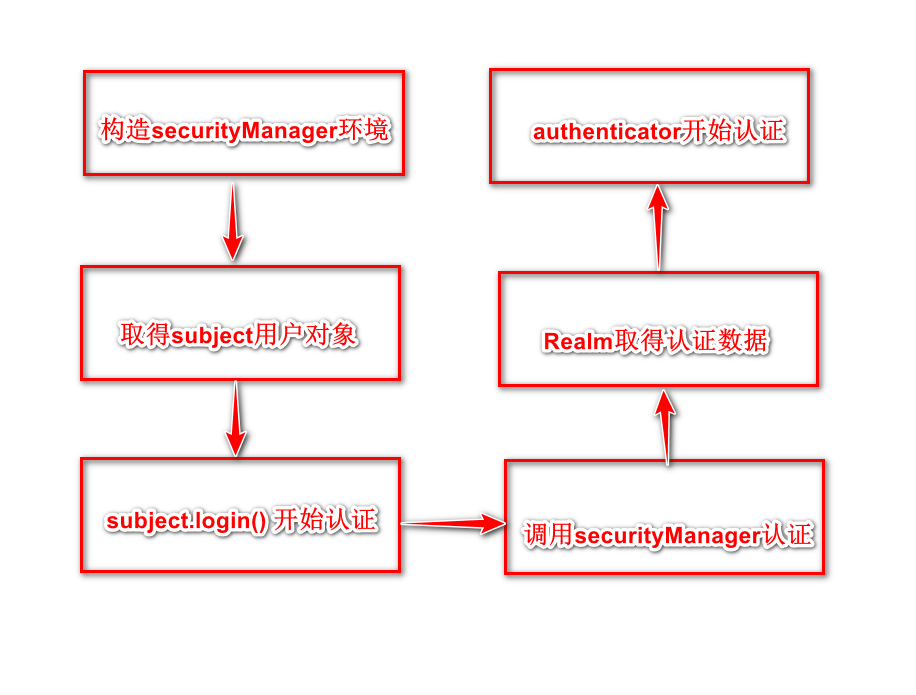 构造securityManager环境
取得subject用户对象
subject.login() 开始认证
调用securityManager认证
Realm取得认证数据
authenticator开始认证